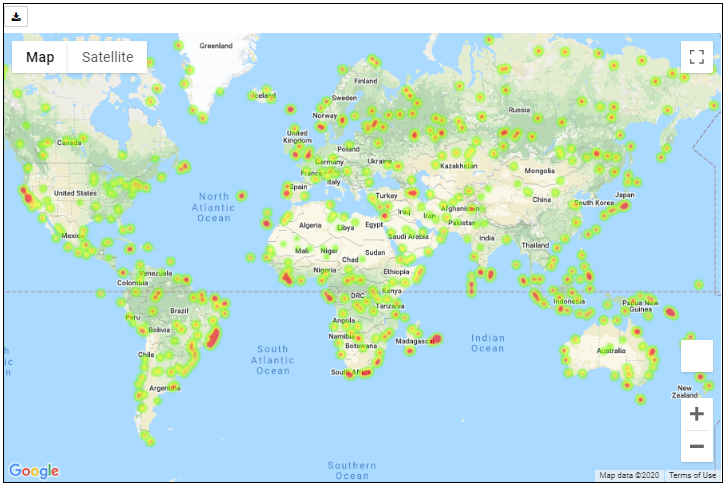 Map Satellite
Greenland
Iceland
Finland
Sweden
Norway
Russia
United
Kingdom
Canada
Poland
Germany
Ukraine
Kazakhstan
Mongolia
France
Italy
Spain
Turkey
United States
North
Atlantic
Ocean
China
Japan
South Korea
Afghanistan
Iraq
Iran
Pakistan
Algeria
Libya
Egypt
Mexico
Saudi Arabia
India
Mali
Niger
Chad
Sudan
Thailand
Venezuela
Nigeria
Ethiopia
Colombia
Kenya
DRC
Indonesia
Papua New
Guinea
Brazil
Tanzania
Peru
Angola
Bolivia
Namibia
Botswana
Madagascar
Indian
Ocean
South
Atlantic
Ocean
Chile
Australia
South Africa
Argentina
New
Zealand
Southern
Ocean
Google
Map data ©2020 Terms of Use